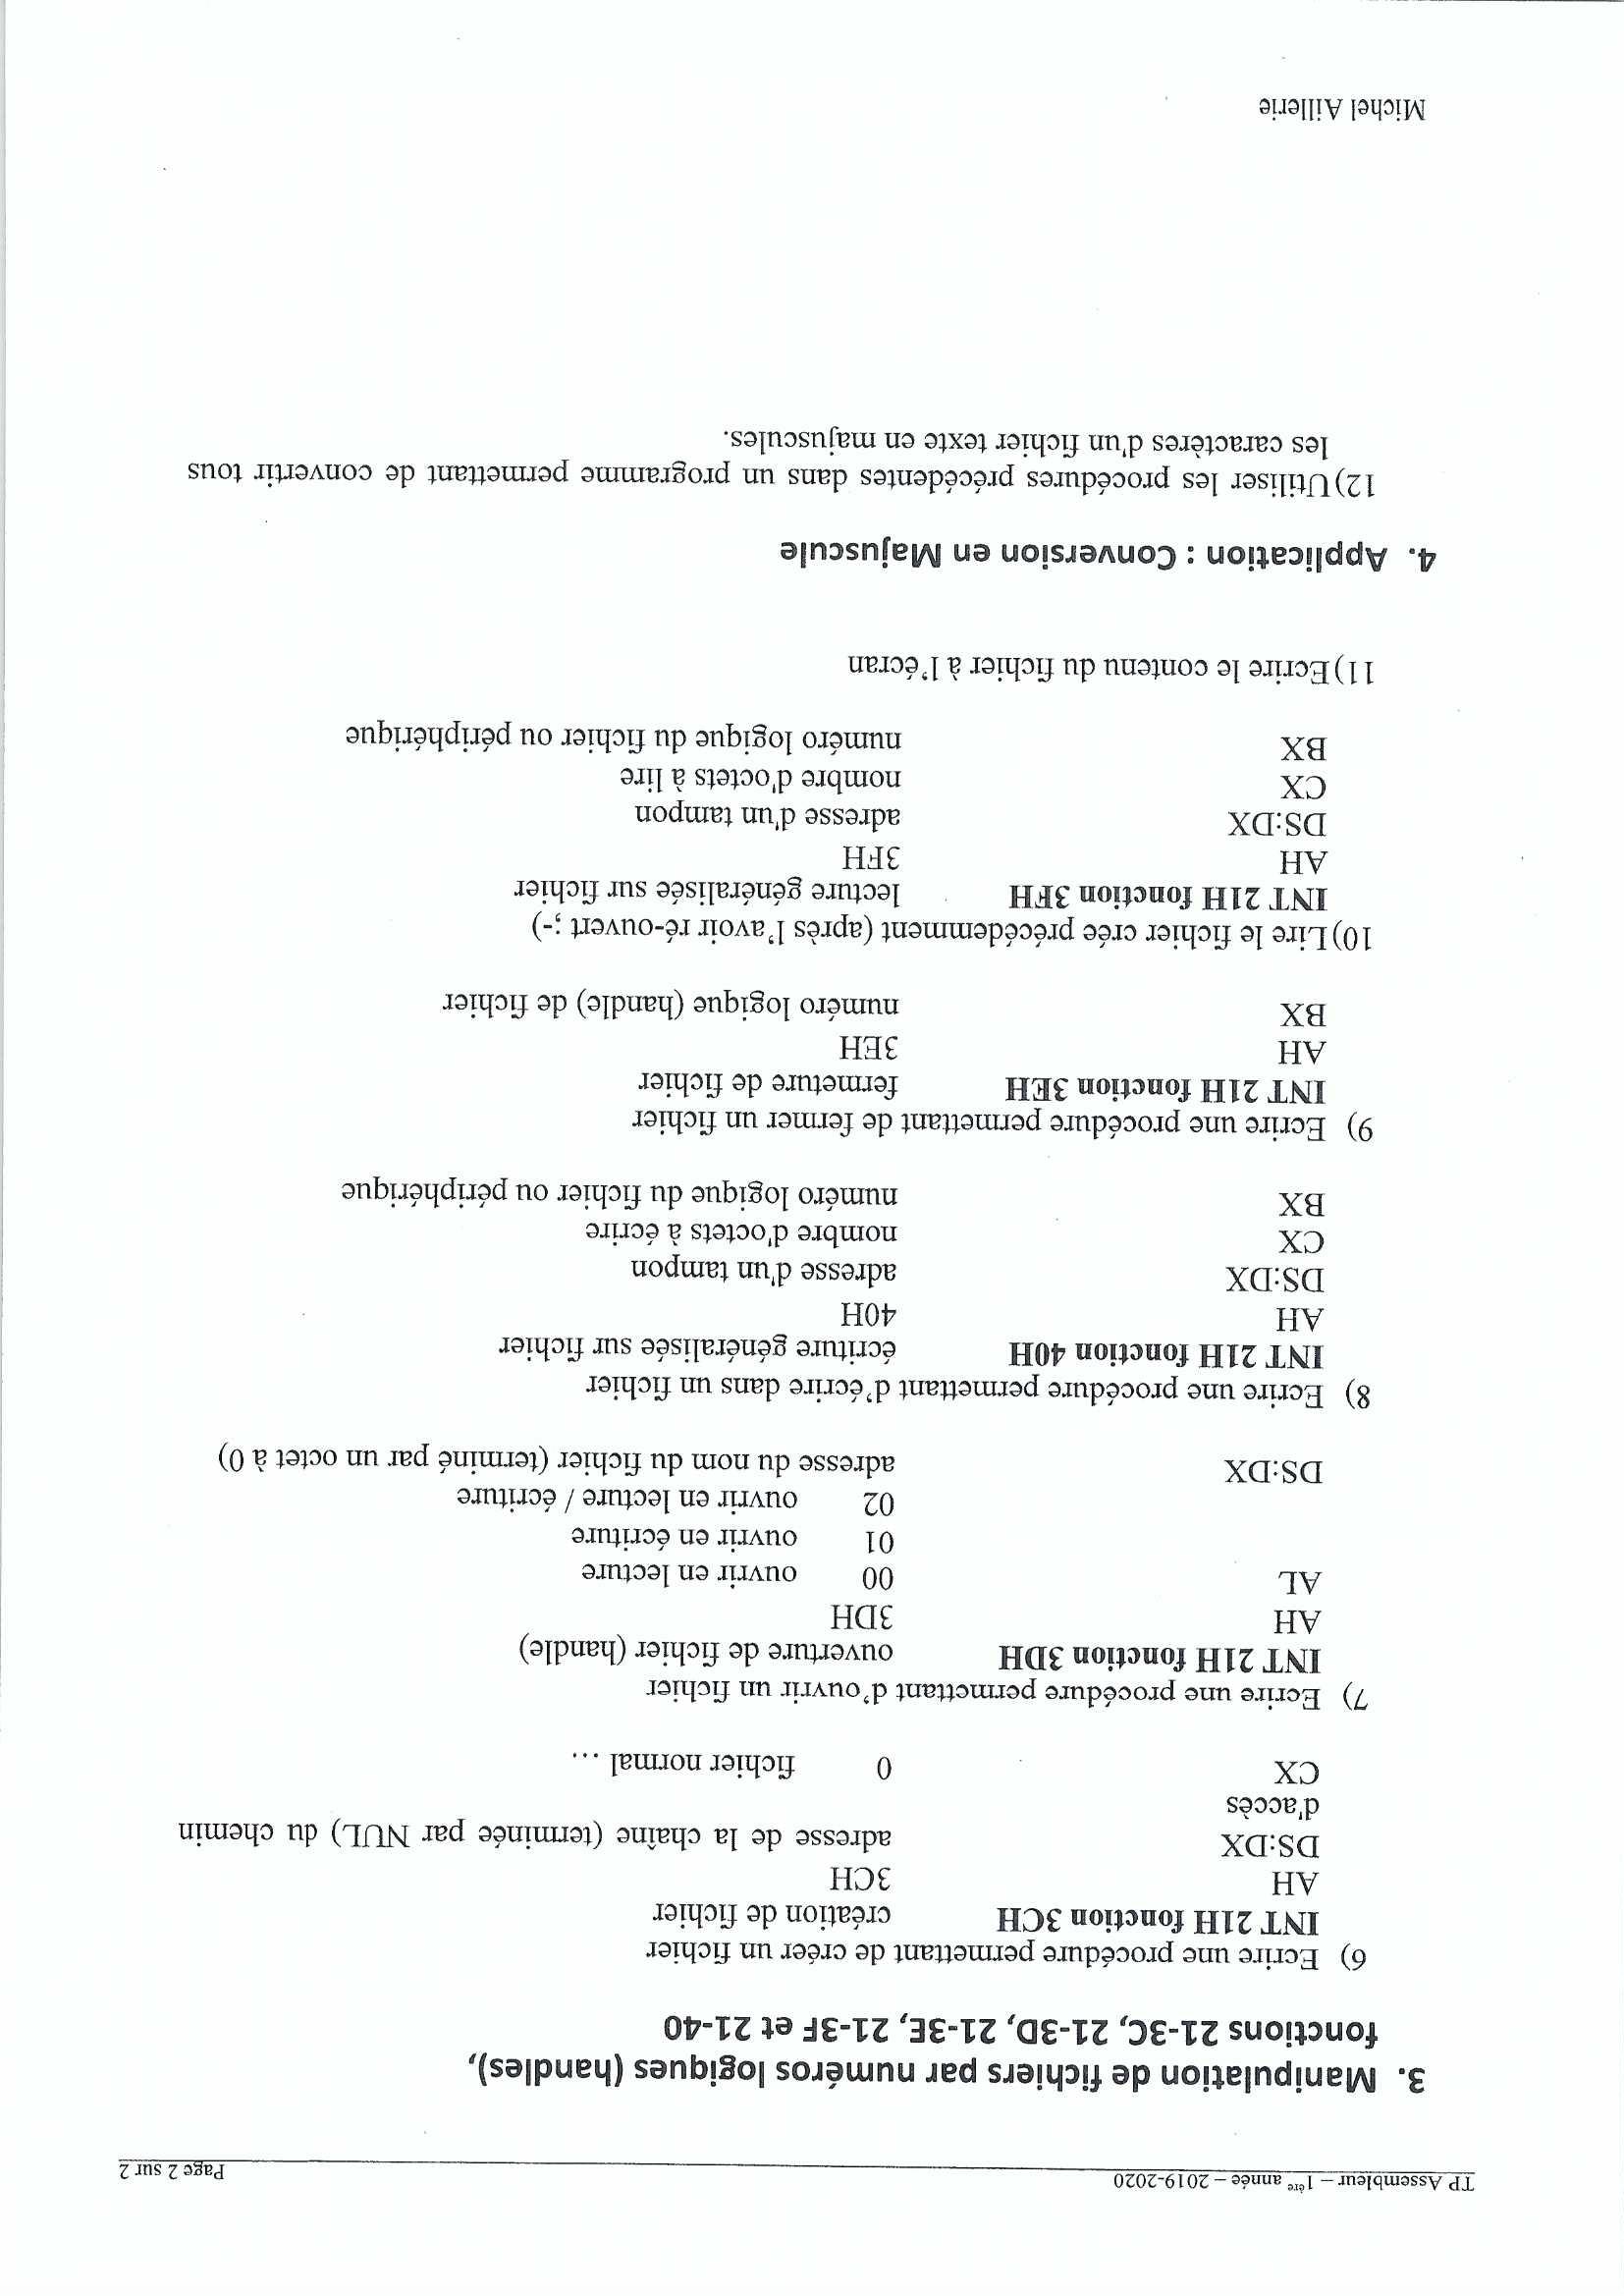 TP Assembleur – 1ère année – 2019-2020 Page 2 sur 2
3. Manipulation de fichiers par numéros logiques (handles),
fonctions 21-3C, 21-3D, 21-3E, 21-3F et 21-40
6) Ecrire une procédure permettant de créer un fichier
INT 21H fonction 3CH création de fichier
AH 3CH
DS:DX adresse de la chaîne (terminée par NUL) du chemin
d'accès
CX 0 fichier normal …
7) Ecrire une procédure permettant d'ouvrir un fichier
INT 21H fonction 3DH ouverture de fichier (handle)
AH 3DH
AL 00 ouvrir en lecture
01 ouvrir en écriture
02 ouvrir en lecture / écriture
DS:DX adresse du nom du fichier (terminé par un octet à 0)
8) Ecrire une procédure permettant d'écrire dans un fichier
INT 21H fonction 40H écriture généralisée sur fichier
AH 40H
DS:DX adresse d'un tampon
CX nombre d'octets à écrire
BX numéro logique du fichier ou périphérique
9) Ecrire une procédure permettant de fermer un fichier
INT 21H fonction 3EH fermeture de fichier
AH 3EH
BX numéro logique (handle) de fichier
10)Lire le fichier crée précédemment (après l'avoir ré-ouvert ;-)
INT 21H fonction 3FH lecture généralisée sur fichier
AH 3FH
DS:DX adresse d'un tampon
CX nombre d'octets à lire
BX numéro logique du fichier ou périphérique
11)Ecrire le contenu du fichier à l'écran
4. Application : Conversion en Majuscule
12)Utiliser les procédures précédentes dans un programme permettant de convertir tous
les caractères d'un fichier texte en majuscules.
Michel Aillerie